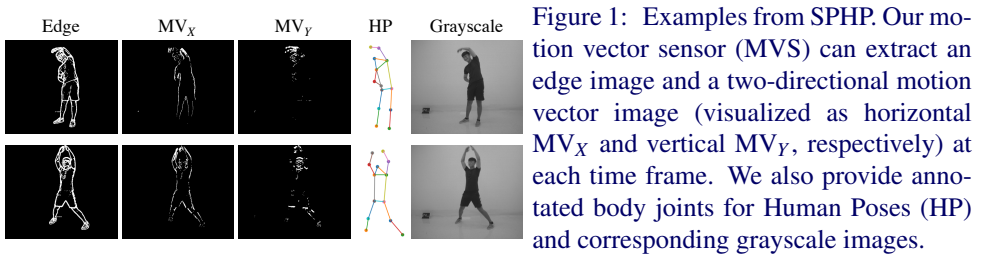 Edge MV_X MV_Y HP Grayscale
Figure 1: Examples from SPHP. Our mo-
tion vector sensor (MVS) can extract an
edge image and a two-directional motion
vector image (visualized as horizontal
MV_X and vertical MV_Y, respectively) at
each time frame. We also provide anno-
tated body joints for Human Poses (HP)
and corresponding grayscale images.